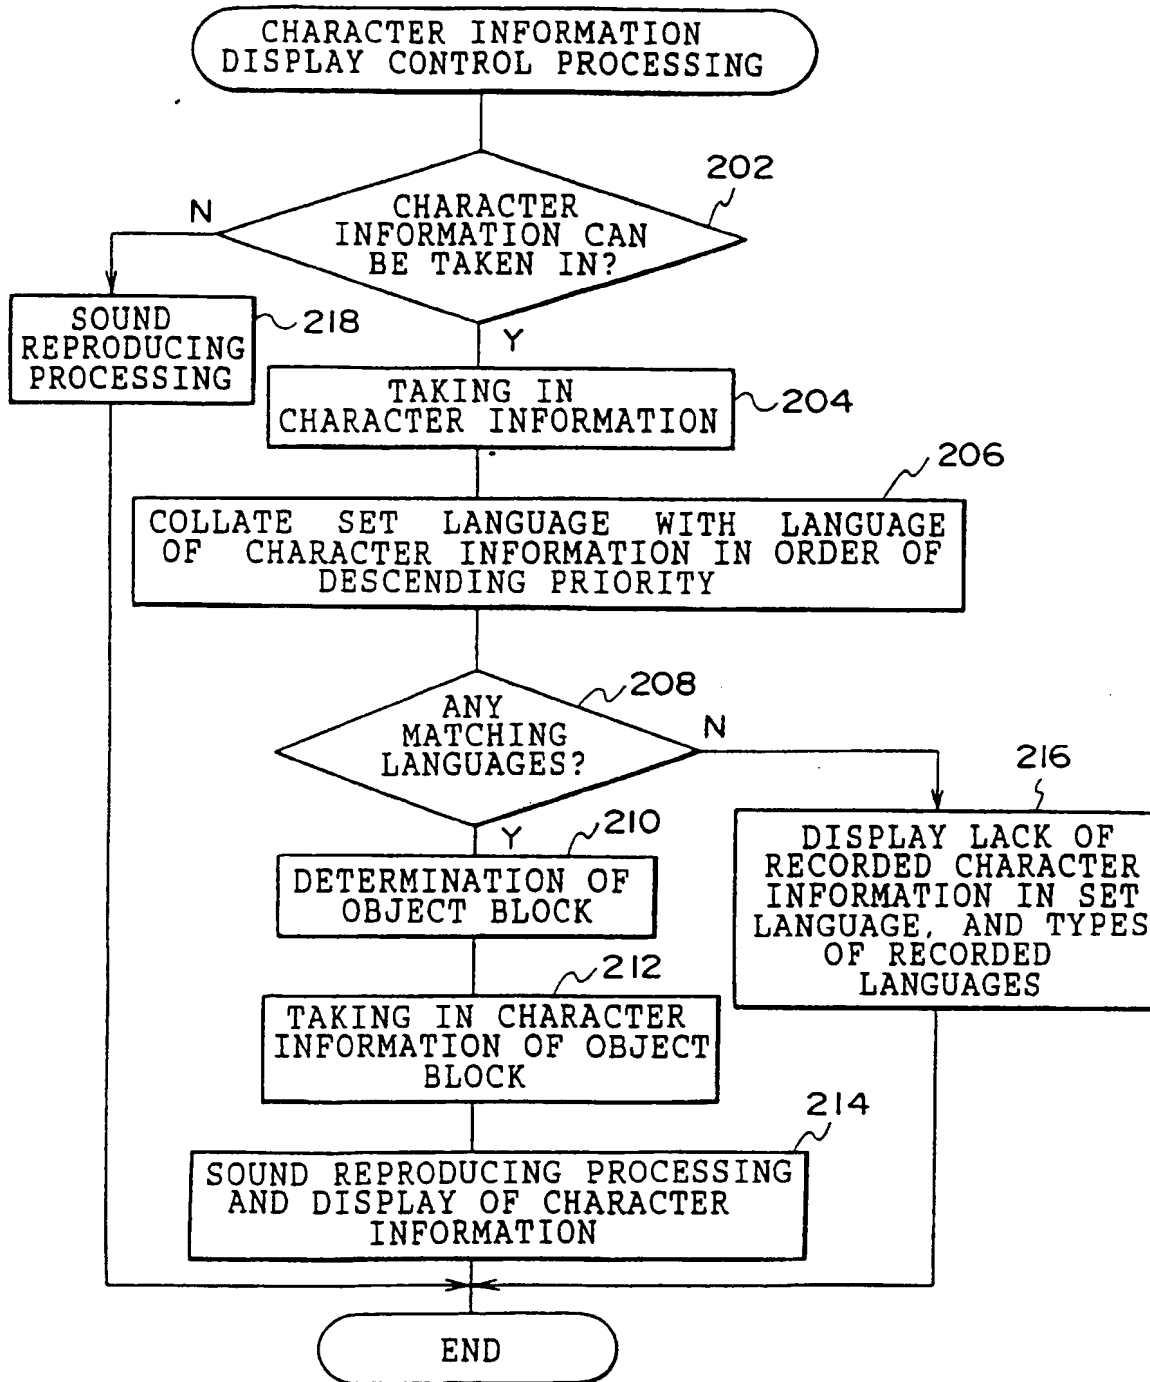 CHARACTER INFORMATION
DISPLAY CONTROL PROCESSING
202
N
CHARACTER
INFORMATION CAN
BE TAKEN IN?
SOUND
REPRODUCING
PROCESSING
218
Y
TAKING IN
CHARACTER INFORMATION
204
206
COLLATE SET LANGUAGE WITH LANGUAGE
OF CHARACTER INFORMATION IN ORDER OF
DESCENDING PRIORITY
208
ANY
MATCHING
LANGUAGES?
N
Y
210
216
DETERMINATION OF
OBJECT BLOCK
DISPLAY LACK OF
RECORDED CHARACTER
INFORMATION IN SET
LANGUAGE, AND TYPES
OF RECORDED
LANGUAGES
212
TAKING IN CHARACTER
INFORMATION OF OBJECT
BLOCK
214
SOUND REPRODUCING PROCESSING
AND DISPLAY OF CHARACTER
INFORMATION
END